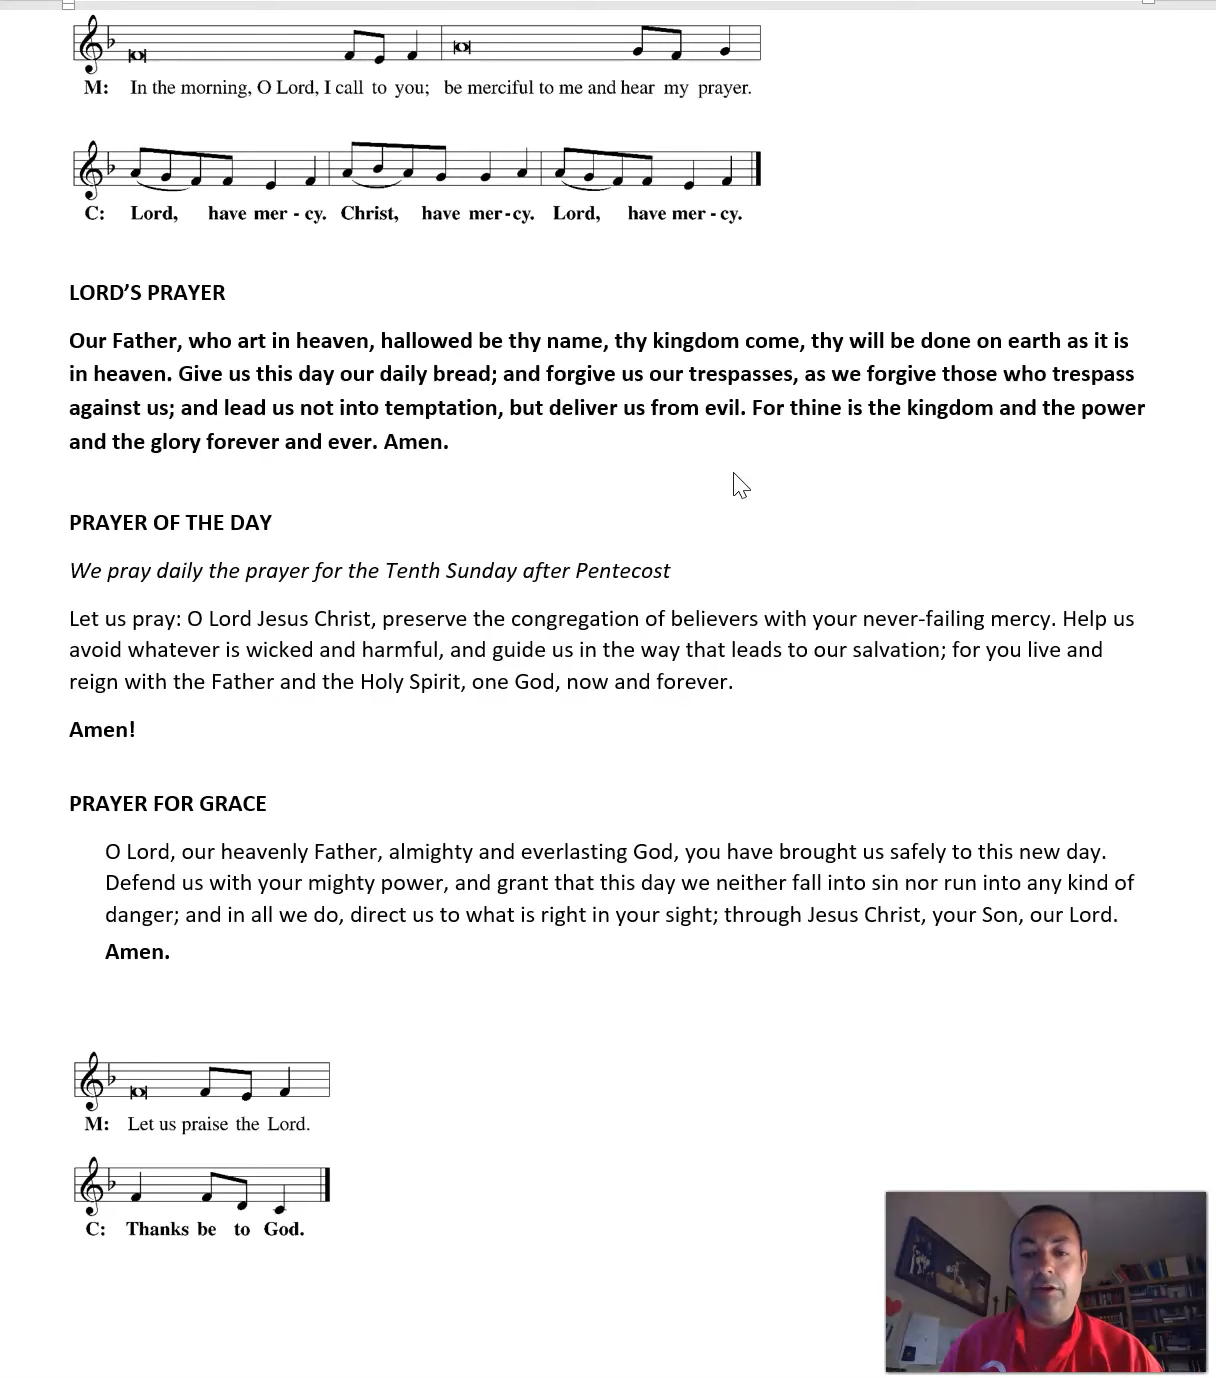 M: In the morning, O Lord, I call to you; be merciful to me and hear my prayer.
C: Lord, have mer - cy. Christ, have mer - cy. Lord, have mer - cy.
LORD’S PRAYER
Our Father, who art in heaven, hallowed be thy name, thy kingdom come, thy will be done on earth as it is
in heaven. Give us this day our daily bread; and forgive us our trespasses, as we forgive those who trespass
against us; and lead us not into temptation, but deliver us from evil. For thine is the kingdom and the power
and the glory forever and ever. Amen.
PRAYER OF THE DAY
We pray daily the prayer for the Tenth Sunday after Pentecost
Let us pray: O Lord Jesus Christ, preserve the congregation of believers with your never-failing mercy. Help us
avoid whatever is wicked and harmful, and guide us in the way that leads to our salvation; for you live and
reign with the Father and the Holy Spirit, one God, now and forever.
Amen!
PRAYER FOR GRACE
O Lord, our heavenly Father, almighty and everlasting God, you have brought us safely to this new day.
Defend us with your mighty power, and grant that this day we neither fall into sin nor run into any kind of
danger; and in all we do, direct us to what is right in your sight; through Jesus Christ, your Son, our Lord.
Amen.
M: Let us praise the Lord.
C: Thanks be to God.